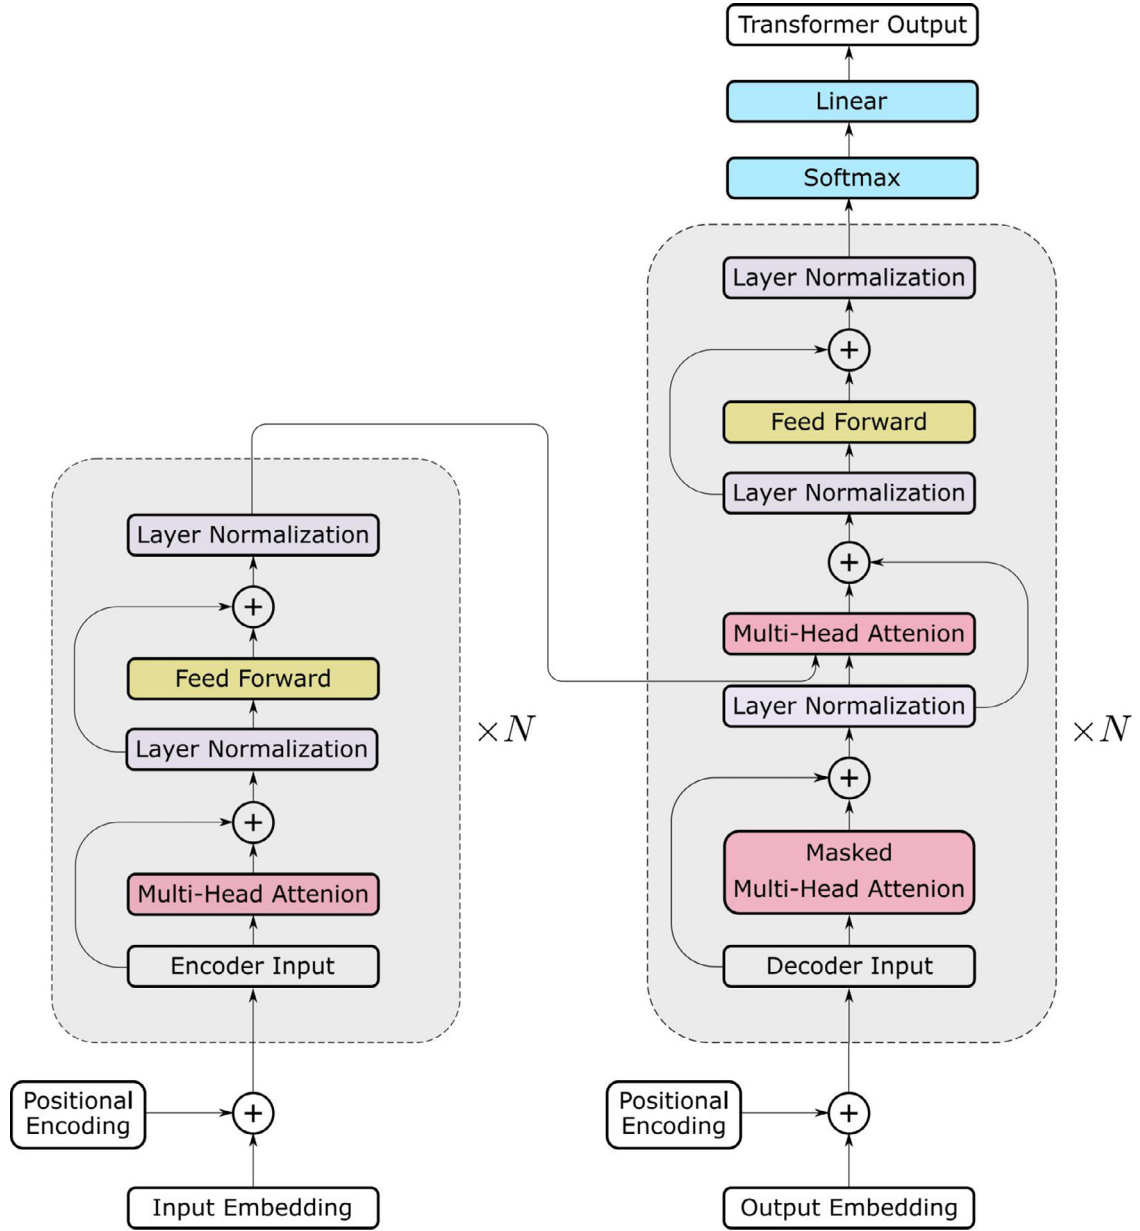 Transformer Output
Linear
Softmax
Layer Normalization
+
Feed Forward
Layer Normalization
+
Multi-Head Attenion
Layer Normalization
+
Masked
Multi-Head Attenion
Decoder Input
×N
Positional
Encoding
+
Output Embedding
Layer Normalization
+
Feed Forward
Layer Normalization
+
Multi-Head Attenion
Encoder Input
×N
Positional
Encoding
+
Input Embedding